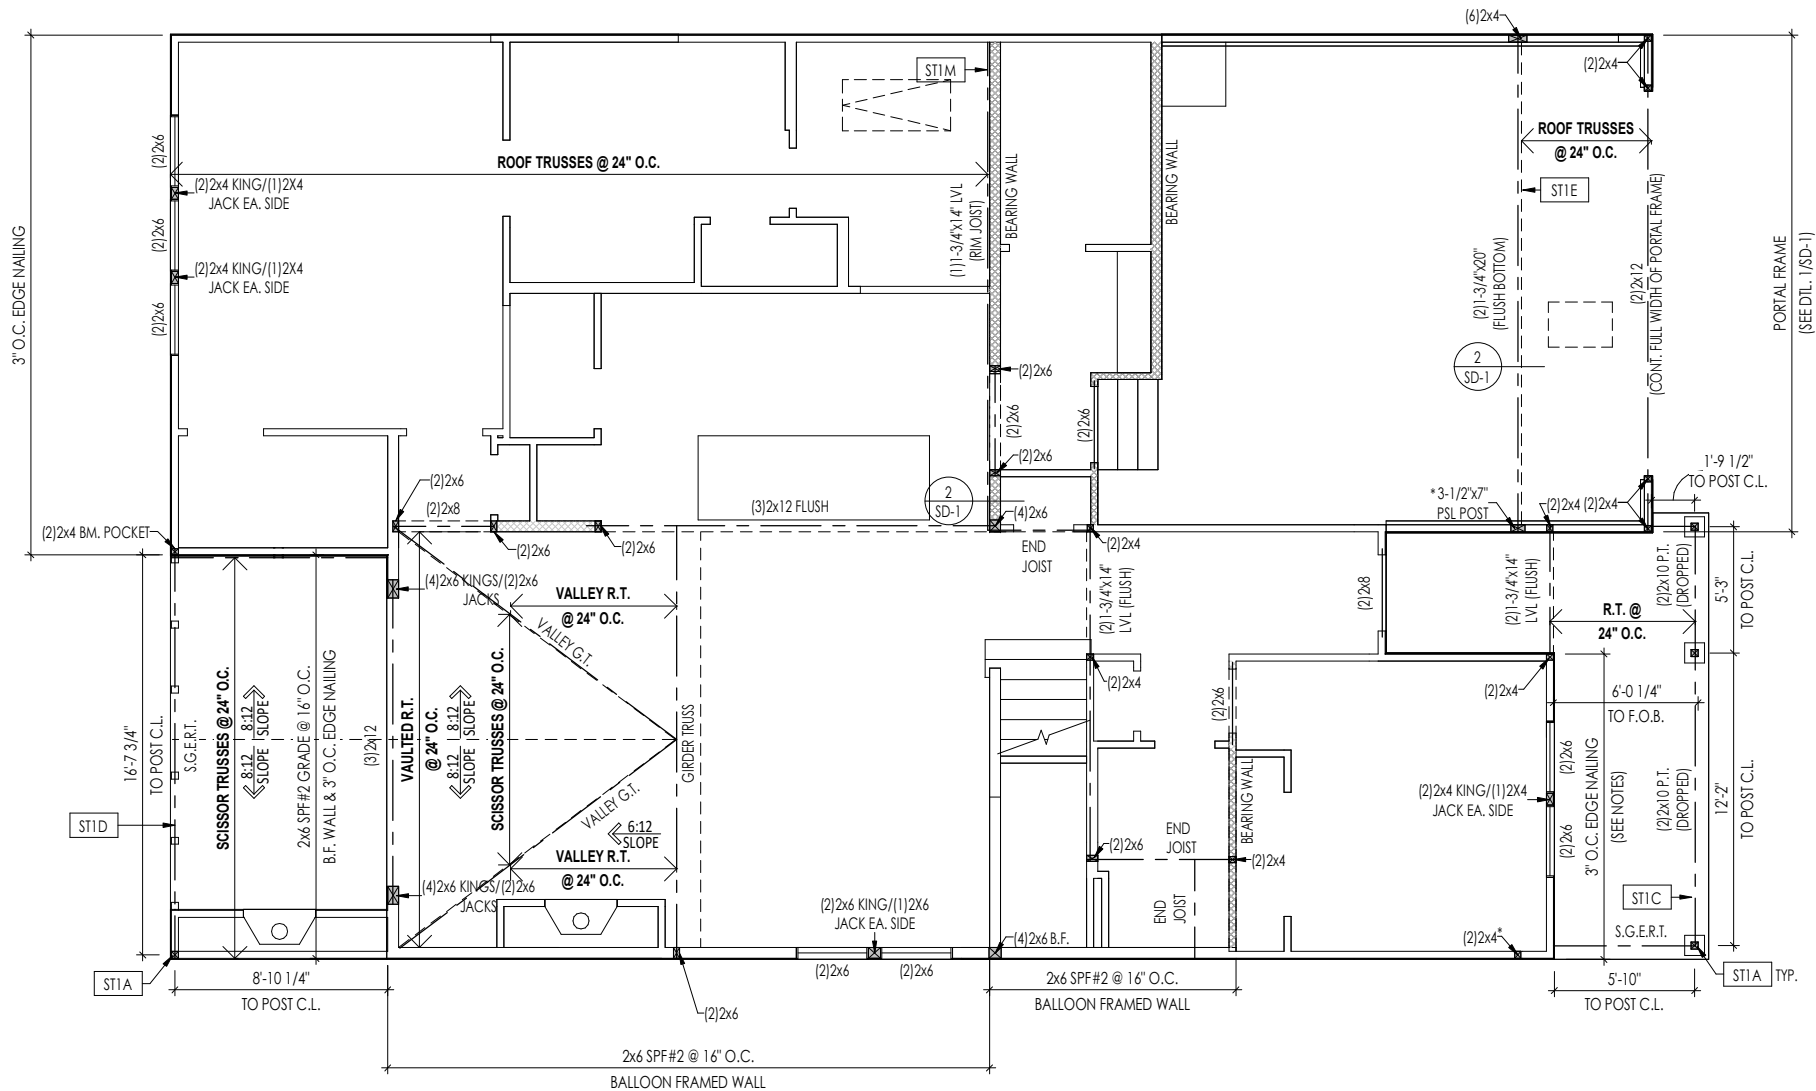 (6)2x4
ST1M
(2)2x4
ROOF TRUSSES
@ 24" O.C.
ROOF TRUSSES @ 24" O.C.
(2)2x6
(2)2x4 KING/(1)2X4
JACK EA. SIDE
ST1E
BEARING WALL
BEARING WALL
(1)1-3/4"x14" LVL
(RIM JOIST)
(2)1-3/4"x20"
(FLUSH BOTTOM)
(2)2x12
(CONT. FULL WIDTH OF PORTAL FRAME)
PORTAL FRAME
(SEE DTL. 1/SD-1)
3" O.C. EDGE NAILING
(2)2x6
(2)2x4 KING/(1)2X4
JACK EA. SIDE
(2)2x6
2
SD-1
(2)2x6
(2)2x6
(2)2x6
(2)2x6
1'-9 1/2"
TO POST C.L.
(2)2x6
(2)2x8
(3)2x12 FLUSH
2
SD-1
(4)2x6
*3-1/2"x7"
PSL POST
(2)2x4
(2)2x4
(2)2x4 BM. POCKET
(2)2x6
(2)2x6
END
JOIST
(2)2x4
(4)2x6 KINGS/(2)2x6
JACKS
VALLEY R.T.
@ 24" O.C.
VALLEY G.T.
(2)1-3/4"x14"
LVL (FLUSH)
(2)2x8
(2)1-3/4"x14"
LVL (FLUSH)
(2)2x10 P.T.
(DROPPED)
5'-3"
TO POST C.L.
R.T. @
24" O.C.
(2)2x4
(2)2x4
6'-0 1/4"
TO F.O.B.
16'-7 3/4"
TO POST C.L.
S.G.E.R.T.
SCISSOR TRUSSES @ 24" O.C.
8:12
SLOPE
8:12
SLOPE
2x6 SPF#2 GRADE @ 16" O.C.
B.F. WALL & 3" O.C. EDGE NAILING
(3)2x12
VAULTED R.T.
@ 24" O.C.
8:12
SLOPE
8:12
SLOPE
SCISSOR TRUSSES @ 24" O.C.
GIRDER TRUSS
(2)2x6
BEARING WALL
(2)2x6
(2)2x4 KING/(1)2X4
JACK EA. SIDE
(2)2x6
3" O.C. EDGE NAILING
(SEE NOTES)
(2)2x10 P.T.
(DROPPED)
12'-2"
TO POST C.L.
ST1D
VALLEY G.T.
6:12
SLOPE
VALLEY R.T.
@ 24" O.C.
(2)2x6
END
JOIST
(2)2x4
(4)2x6 KINGS/(2)2x6
JACKS
(2)2x6 KING/(1)2X6
JACK EA. SIDE
END
JOIST
ST1C
S.G.E.R.T.
(4)2x6 B.F.
(2)2x4*
ST1A
8'-10 1/4"
TO POST C.L.
(2)2x6
(2)2x6
2x6 SPF#2 @ 16" O.C.
BALLOON FRAMED WALL
5'-10"
TO POST C.L.
ST1A
TYP.
(2)2x6
2x6 SPF#2 @ 16" O.C.
BALLOON FRAMED WALL